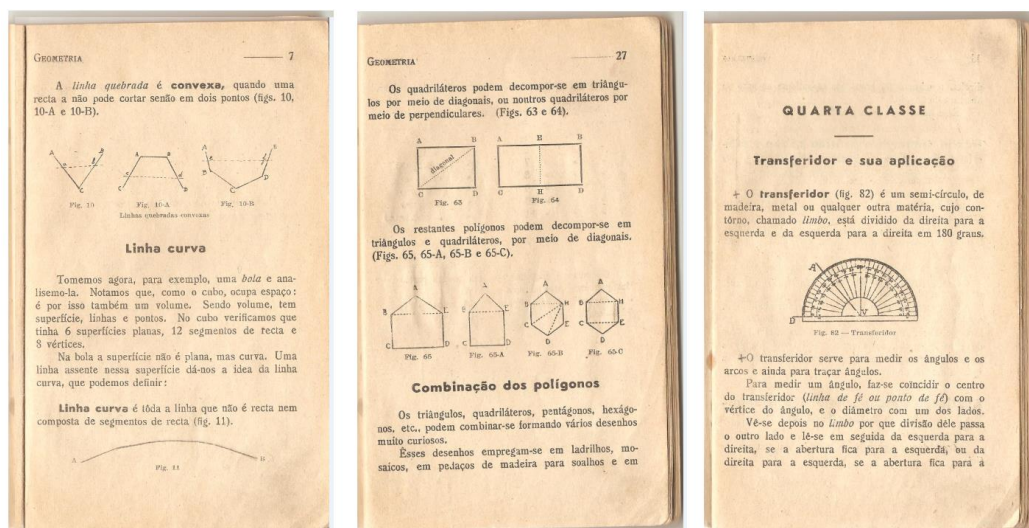 GEOMETRIA 7
A linha quebrada é convexa, quando uma
recta a não pode cortar senão em dois pontos (figs. 10,
10-A e 10-B).
Fig. 10
Fig. 10-A
Fig. 10-B
Linhas quebradas convexas
Linha curva
Tomemos agora, para exemplo, uma bola e ana-
lisemo-la. Notamos que, como o cubo, ocupa espaço:
é por isso também um volume. Sendo volume, tem
superfície, linhas e pontos. No cubo verificamos que
tinha 6 superfícies planas, 12 segmentos de recta e
8 vértices.
Na bola a superfície não é plana, mas curva. Uma
linha assente nessa superfície dá-nos a idea da linha
curva, que podemos definir:
Linha curva é tôda a linha que não é recta nem
composta de segmentos de recta (fig. 11).
A B
Fig. 11
GEOMETRIA 27
Os quadriláteros podem decompor-se em triângu-
los por meio de diagonais, ou noutros quadriláteros por
meio de perpendiculares. (Figs. 63 e 64).
A B A E B
diagonal
C D C H D
Fig. 63
Fig. 64
Os restantes polígonos podem decompor-se em
triângulos e quadriláteros, por meio de diagonais.
(Figs. 65, 65-A, 65-B e 65-C).
Fig. 65
Fig. 65-A
Fig. 65-B
Fig. 65-C
Combinação dos polígonos
Os triângulos, quadriláteros, pentágonos, hexágo-
nos, etc., podem combinar-se formando vários desenhos
muito curiosos.
Êsses desenhos empregam-se em ladrilhos, mo-
saicos, em pedaços de madeira para soalhos e em
QUARTA CLASSE
Transferidor e sua aplicação
O transferidor (fig. 82) é um semi-círculo, de
madeira, metal ou qualquer outra matéria, cujo con-
tôrno, chamado limbo, está dividido da direita para a
esquerda e da esquerda para a direita em 180 graus.
D V
Fig. 82 — Transferidor
O transferidor serve para medir os ângulos e os
arcos e ainda para traçar ângulos.
Para medir um ângulo, faz-se coincidir o centro
do transferidor (linha de fé ou ponto de fé) com o
vértice do ângulo, e o diâmetro com um dos lados.
Vê-se depois no limbo por que divisão dêle passa
o outro lado e lê-se em seguida da esquerda para a
direita, se a abertura fica para a esquerda, ou da
direita para a esquerda, se a abertura fica para a